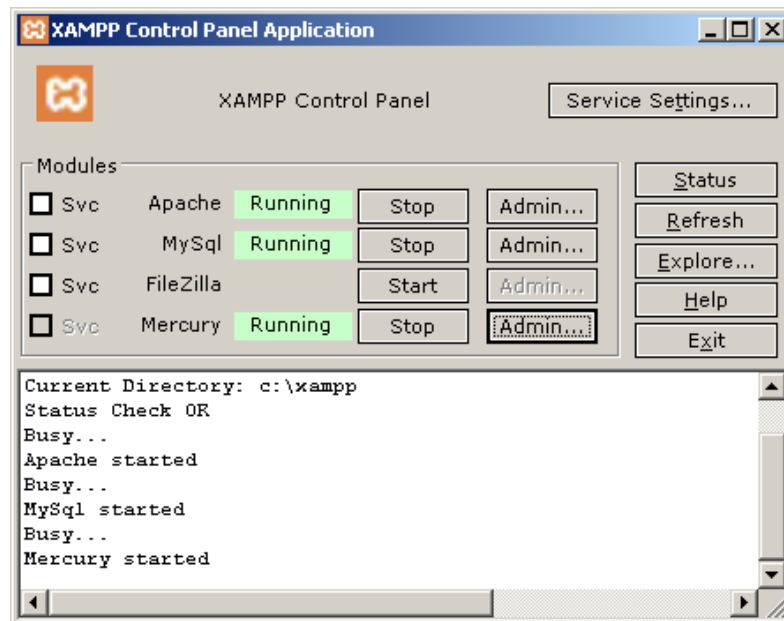 XAMPP Control Panel Application
XAMPP Control Panel
Service Settings...
Modules
Svc Apache Running Stop Admin...
Svc MySql Running Stop Admin...
Svc FileZilla Start Admin...
Svc Mercury Running Stop Admin...
Status
Refresh
Explore...
Help
Exit
Current Directory: c:\xampp
Status Check OK
Busy...
Apache started
Busy...
MySql started
Busy...
Mercury started